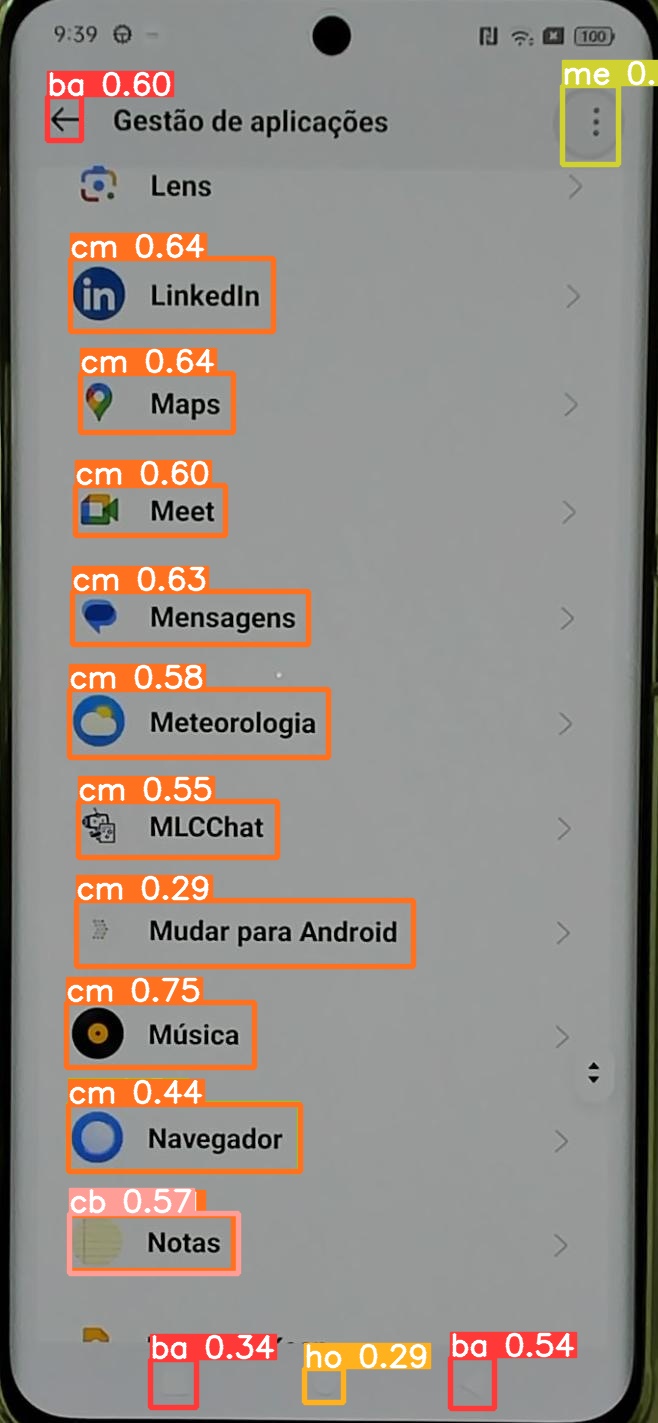 9:39
100
ba 0.60
me 0.
Gestão de aplicações
Lens
cm 0.64
in LinkedIn
cm 0.64
Maps
cm 0.60
Meet
cm 0.63
Mensagens
cm 0.58
Meteorologia
cm 0.55
MLCChat
cm 0.29
Mudar para Android
cm 0.75
Música
cm 0.44
Navegador
cb 0.57
Notas
ba 0.34
ho 0.29
ba 0.54